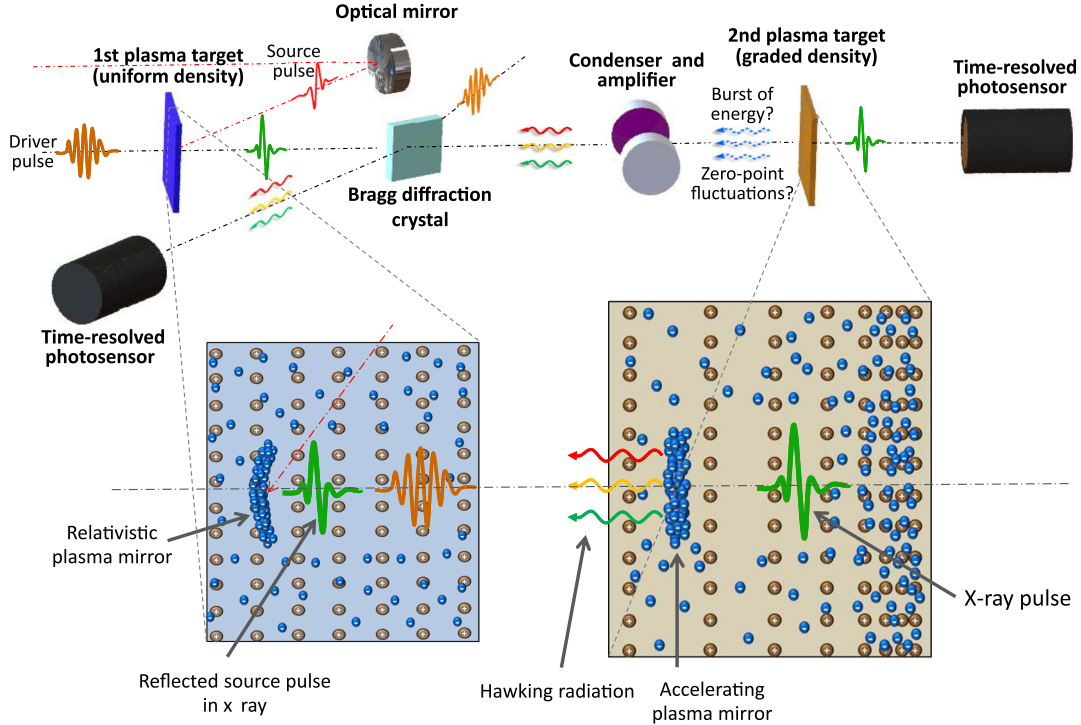 Optical mirror
1st plasma target
(uniform density)
Source
pulse
Driver
pulse
Bragg diffraction
crystal
Condenser and
amplifier
2nd plasma target
(graded density)
Burst of
energy?
Zero-point
fluctuations?
Time-resolved
photosensor
Time-resolved
photosensor
Relativistic
plasma mirror
Reflected source pulse
in x ray
Hawking radiation
Accelerating
plasma mirror
X-ray pulse